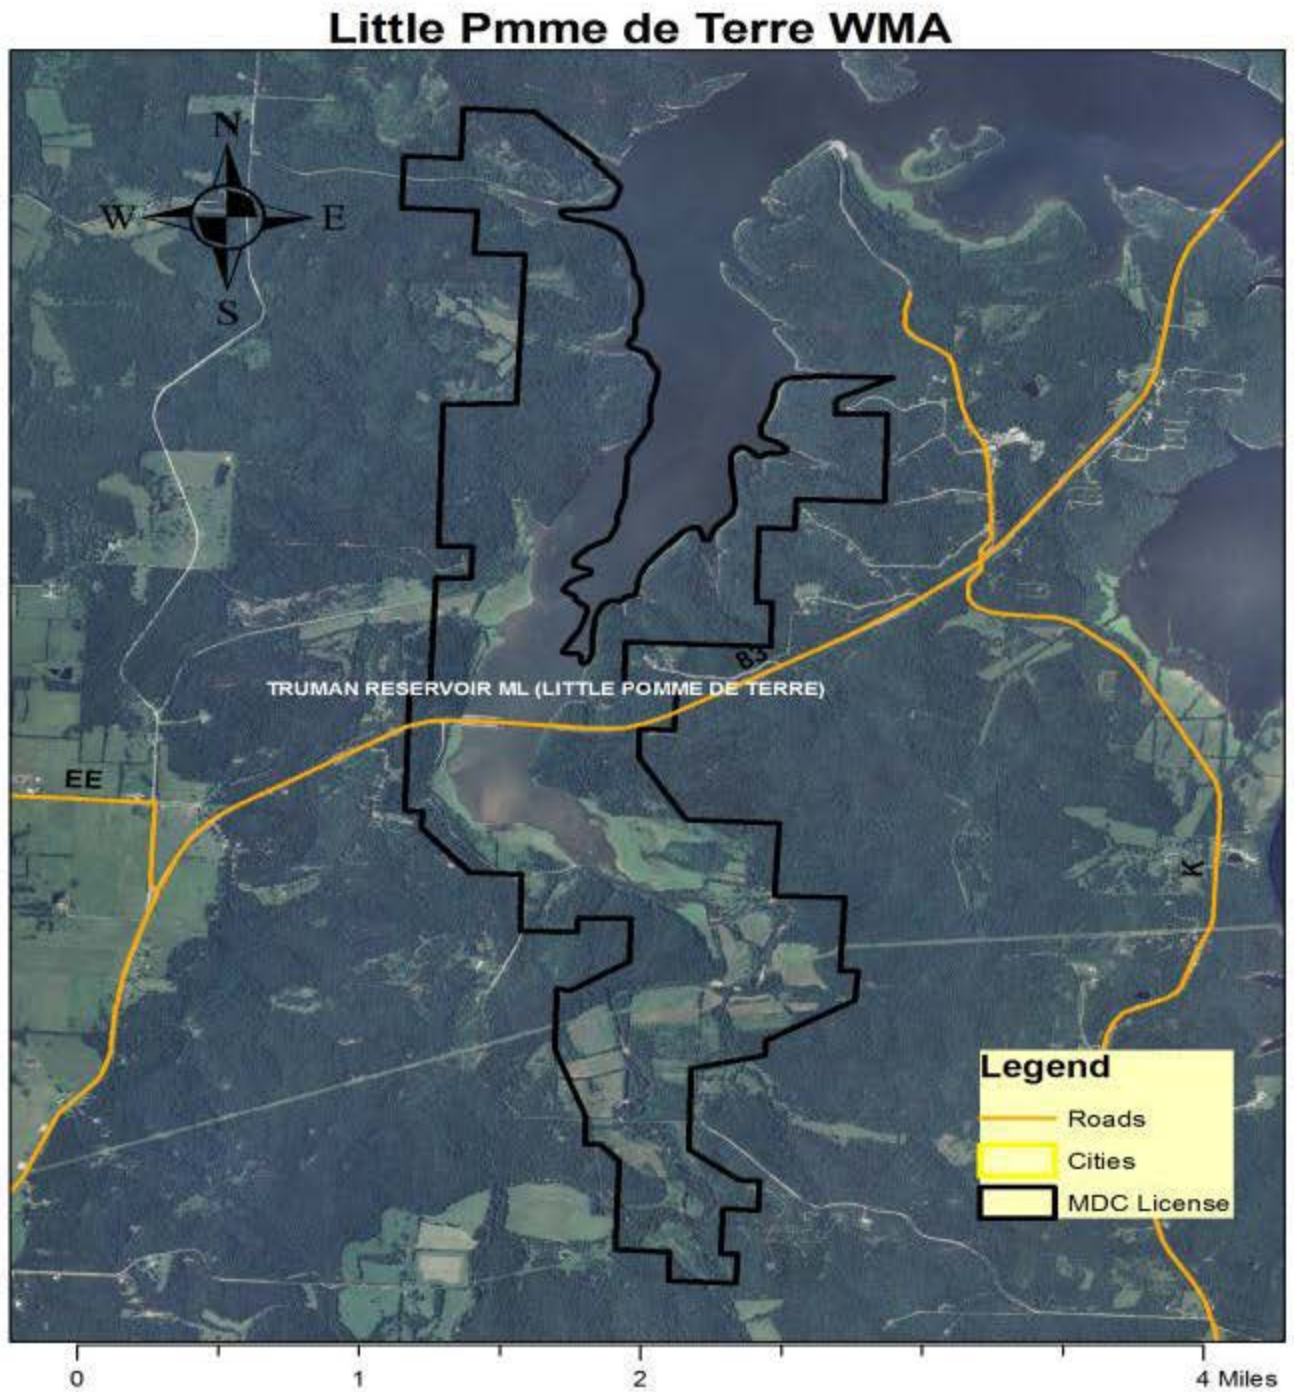 Little Pmme de Terre WMA
N
W E
S
83
TRUMAN RESERVOIR ML (LITTLE POMME DE TERRE)
EE
K
Legend
Roads
Cities
MDC License
0 1 2 4 Miles